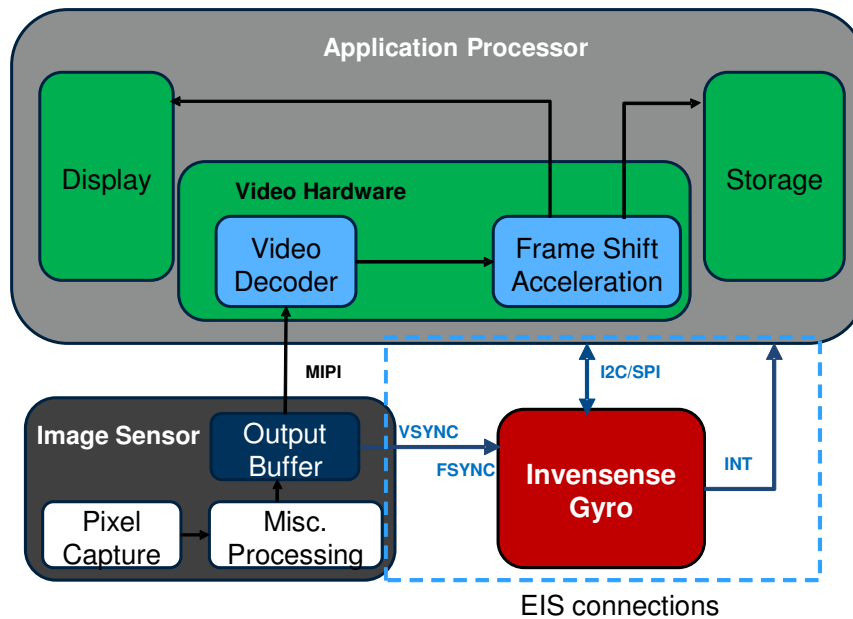 Application Processor
Display
Video Hardware
Video
Decoder
Frame Shift
Acceleration
Storage
MIPI
I2C/SPI
Image Sensor
Output
Buffer
VSYNC
FSYNC
Invensense
Gyro
INT
Pixel
Capture
Misc.
Processing
EIS connections